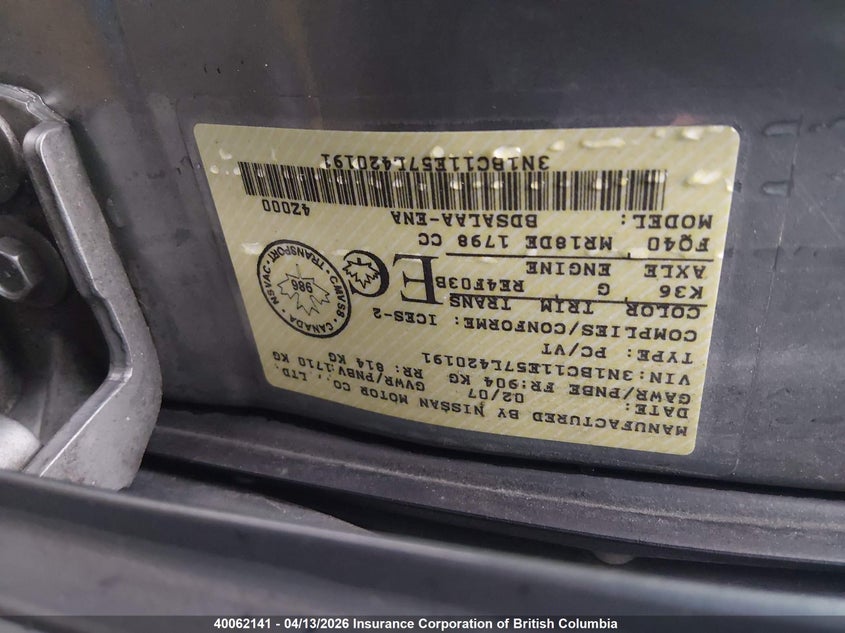 MANUFACTURED BY NISSAN MOTOR CO., LTD.
DATE: 02/07 GVWR/PNBV:1710 KG
GAWR/PNBE FR:904 KG RR: 814 KG
VIN:3N1BC11E57L420191
TYPE: PC/VT
COMPLIES/CONFORME: ICES-2
COLOR TRIM TRANS
K36, G, RE4F03B
AXLE ENGINE
FQ40, MR18DE 1798 CC
MODEL: BDSALAA-ENA
42000
E
C
NSVAC · TRANSPORT · CMVSS · CANADA
986
3N1BC11E57L420191
40062141 - 04/13/2026 Insurance Corporation of British Columbia